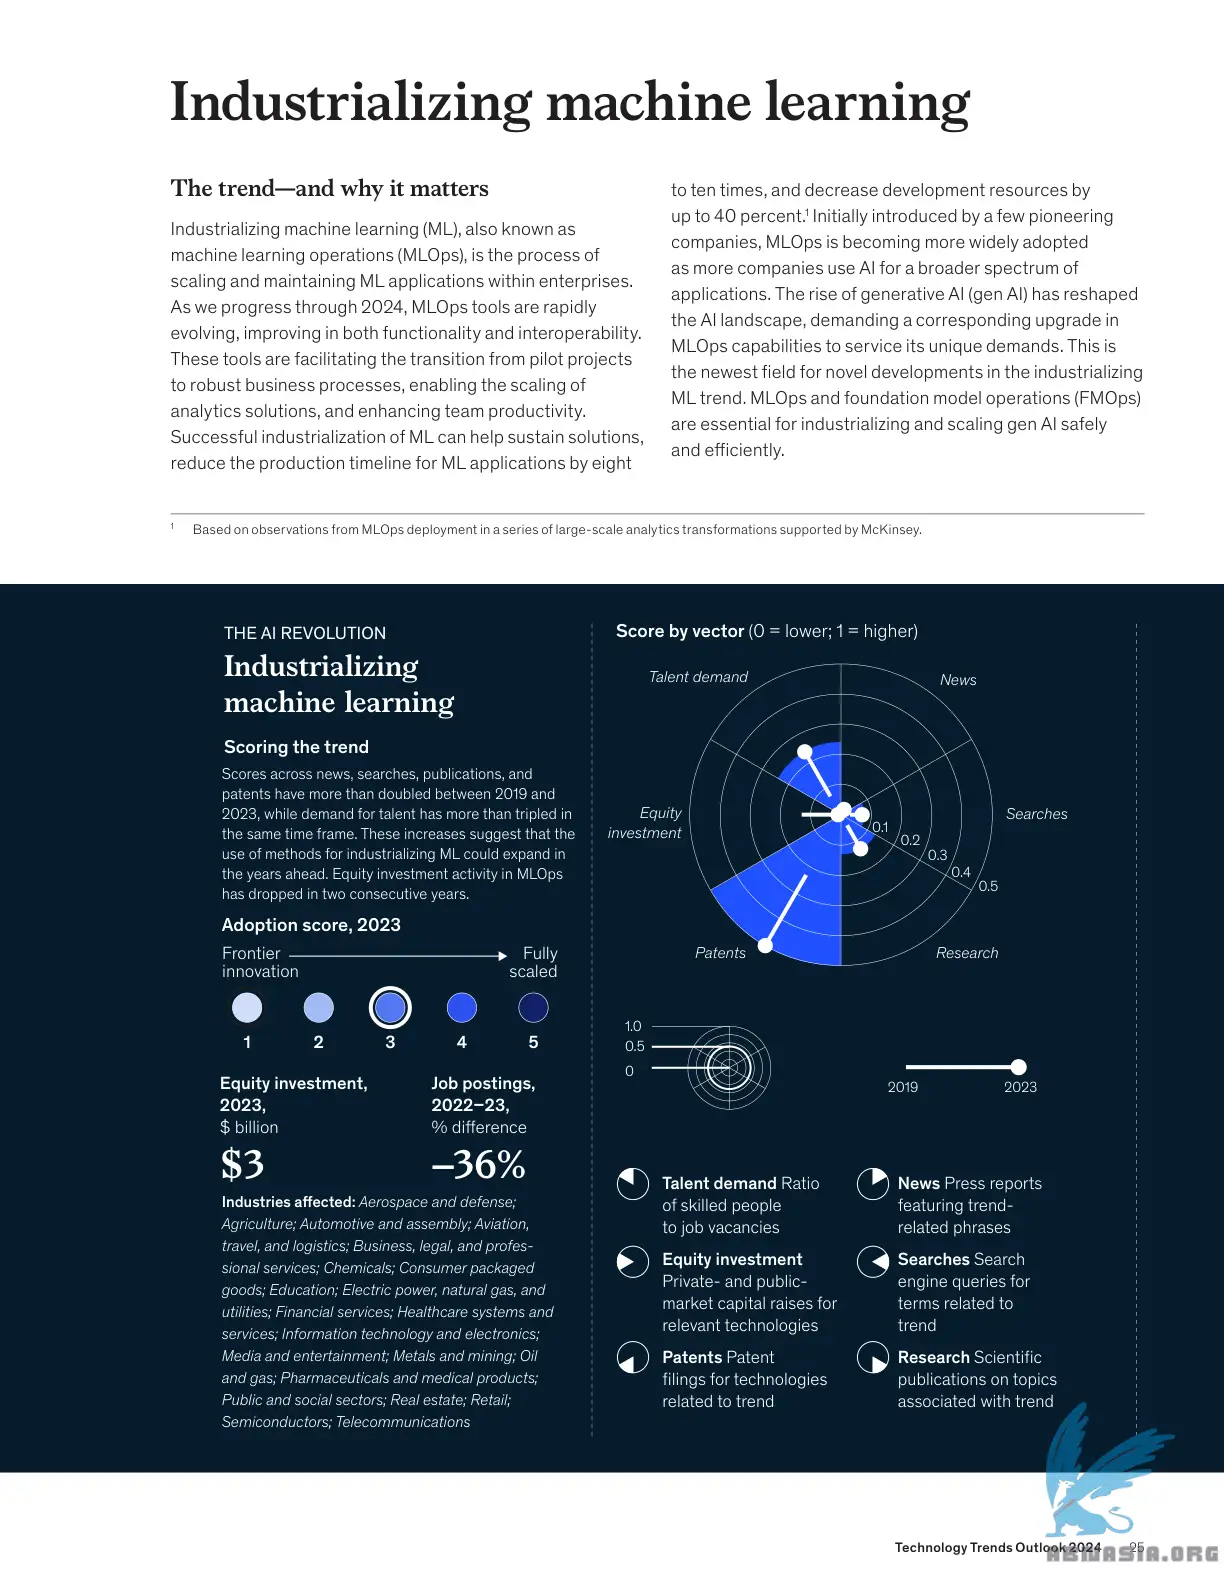 Industrializing machine learning
The trend—and why it matters
Industrializing machine learning (ML), also known as
machine learning operations (MLOps), is the process of
scaling and maintaining ML applications within enterprises.
As we progress through 2024, MLOps tools are rapidly
evolving, improving in both functionality and interoperability.
These tools are facilitating the transition from pilot projects
to robust business processes, enabling the scaling of
analytics solutions, and enhancing team productivity.
Successful industrialization of ML can help sustain solutions,
reduce the production timeline for ML applications by eight
to ten times, and decrease development resources by
up to 40 percent.¹ Initially introduced by a few pioneering
companies, MLOps is becoming more widely adopted
as more companies use AI for a broader spectrum of
applications. The rise of generative AI (gen AI) has reshaped
the AI landscape, demanding a corresponding upgrade in
MLOps capabilities to service its unique demands. This is
the newest field for novel developments in the industrializing
ML trend. MLOps and foundation model operations (FMOps)
are essential for industrializing and scaling gen AI safely
and efficiently.
¹ Based on observations from MLOps deployment in a series of large-scale analytics transformations supported by McKinsey.
THE AI REVOLUTION
Industrializing
machine learning
Scoring the trend
Scores across news, searches, publications, and
patents have more than doubled between 2019 and
2023, while demand for talent has more than tripled in
the same time frame. These increases suggest that the
use of methods for industrializing ML could expand in
the years ahead. Equity investment activity in MLOps
has dropped in two consecutive years.
Adoption score, 2023
Frontier
innovation
Fully
scaled
1 2 3 4 5
Equity investment,
2023,
$ billion
$3
Job postings,
2022–23,
% difference
–36%
Industries affected: Aerospace and defense;
Agriculture; Automotive and assembly; Aviation,
travel, and logistics; Business, legal, and profes-
sional services; Chemicals; Consumer packaged
goods; Education; Electric power, natural gas, and
utilities; Financial services; Healthcare systems and
services; Information technology and electronics;
Media and entertainment; Metals and mining; Oil
and gas; Pharmaceuticals and medical products;
Public and social sectors; Real estate; Retail;
Semiconductors; Telecommunications
Score by vector (0 = lower; 1 = higher)
Talent demand
News
Equity
investment
Searches
0.1
0.2
0.3
0.4
0.5
Patents
Research
1.0
0.5
0
2019 2023
Talent demand Ratio
of skilled people
to job vacancies
Equity investment
Private- and public-
market capital raises for
relevant technologies
Patents Patent
filings for technologies
related to trend
News Press reports
featuring trend-
related phrases
Searches Search
engine queries for
terms related to
trend
Research Scientific
publications on topics
associated with trend
Technology Trends Outlook 2024 25
ABWASIA.ORG